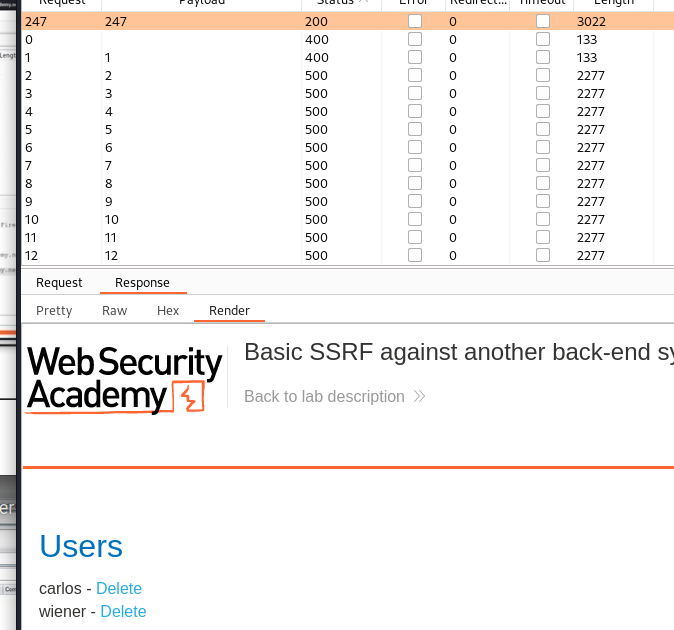 Request Payload Status Error Redirect... Timeout Length
247 247 200 0 3022
0 400 0 133
1 1 400 0 133
2 2 500 0 2277
3 3 500 0 2277
4 4 500 0 2277
5 5 500 0 2277
6 6 500 0 2277
7 7 500 0 2277
8 8 500 0 2277
9 9 500 0 2277
10 10 500 0 2277
11 11 500 0 2277
12 12 500 0 2277
Request Response
Pretty Raw Hex Render
Web Security
Academy
Basic SSRF against another back-end sy
Back to lab description
Users
carlos - Delete
wiener - Delete